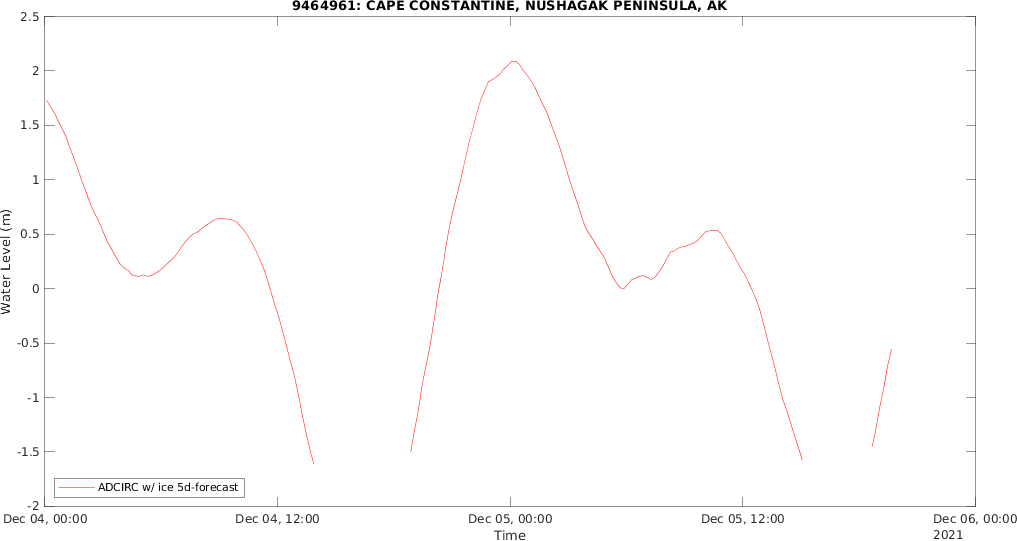 9464961: CAPE CONSTANTINE, NUSHAGAK PENINSULA, AK
2.5
2
1.5
1
0.5
0
-0.5
-1
-1.5
-2
Water Level (m)
ADCIRC w/ ice 5d-forecast
Dec 04, 00:00
Dec 04, 12:00
Dec 05, 00:00
Dec 05, 12:00
Dec 06, 00:00
Time
2021